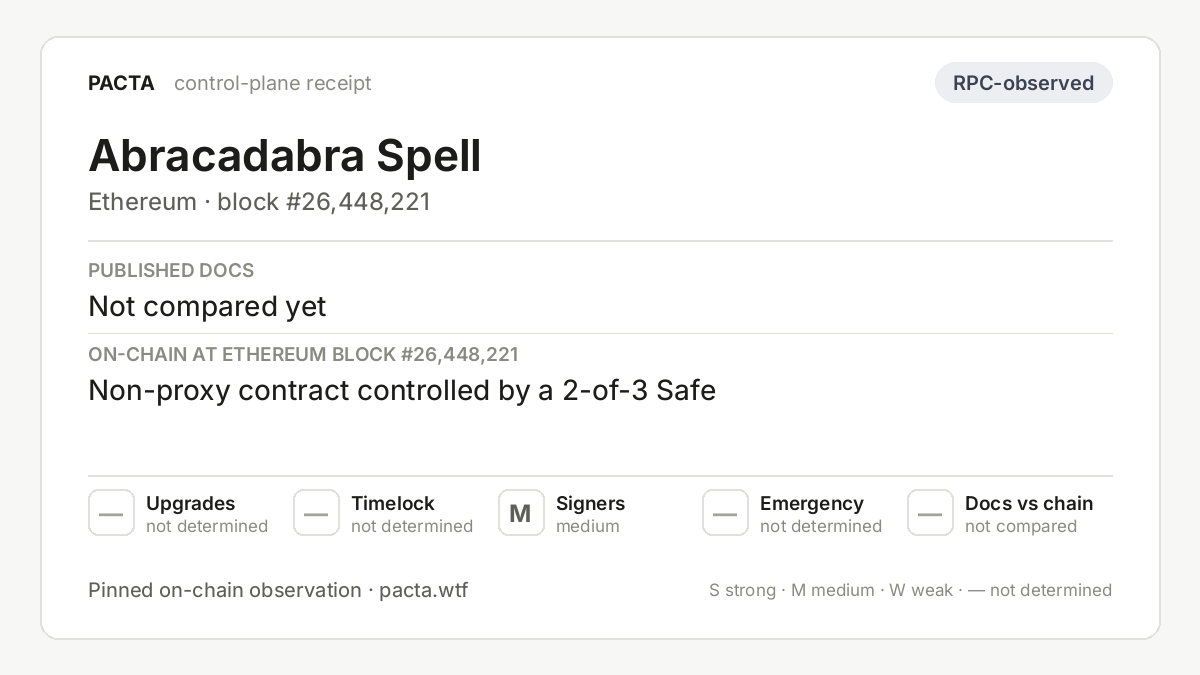 PACTA control-plane receipt RPC-observed
Abracadabra Spell
Ethereum · block #26,448,221
PUBLISHED DOCS
Not compared yet
ON-CHAIN AT ETHEREUM BLOCK #26,448,221
Non-proxy contract controlled by a 2-of-3 Safe
— Upgrades — Timelock M Signers — Emergency — Docs vs chain
not determined not determined medium not determined not compared
Pinned on-chain observation · pacta.wtf S strong · M medium · W weak · — not determined